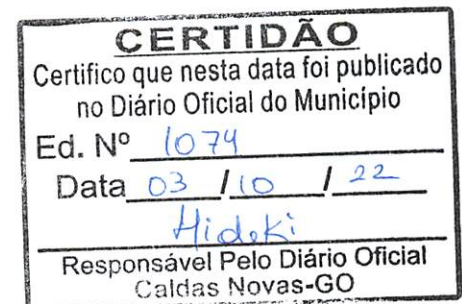 CERTIDÃO
Certifico que nesta data foi publicado
no Diário Oficial do Município
Ed. Nº 1074
Data 03 / 10 / 22
Hideki
Responsável Pelo Diário Oficial
Caldas Novas-GO